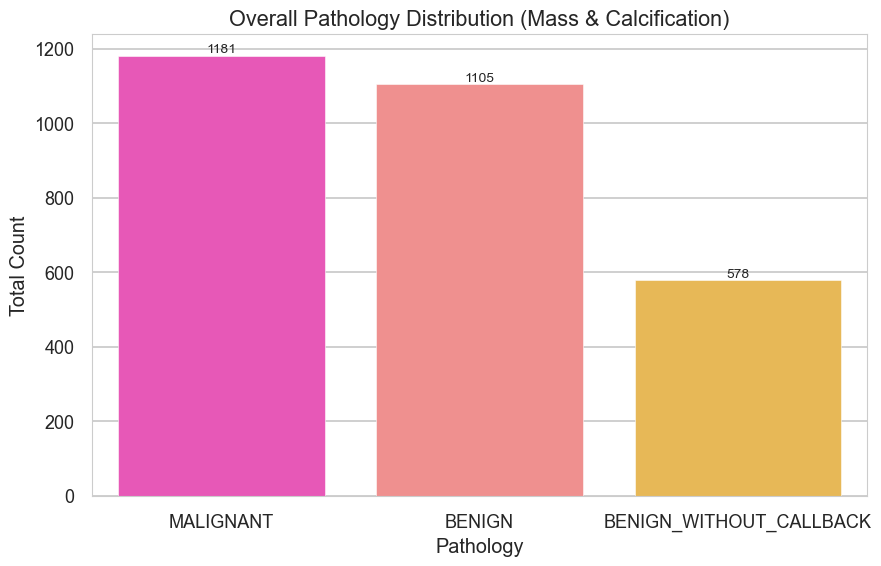 Overall Pathology Distribution (Mass & Calcification)
Total Count
1200
1000
800
600
400
200
0
1181
1105
578
MALIGNANT
BENIGN
BENIGN_WITHOUT_CALLBACK
Pathology